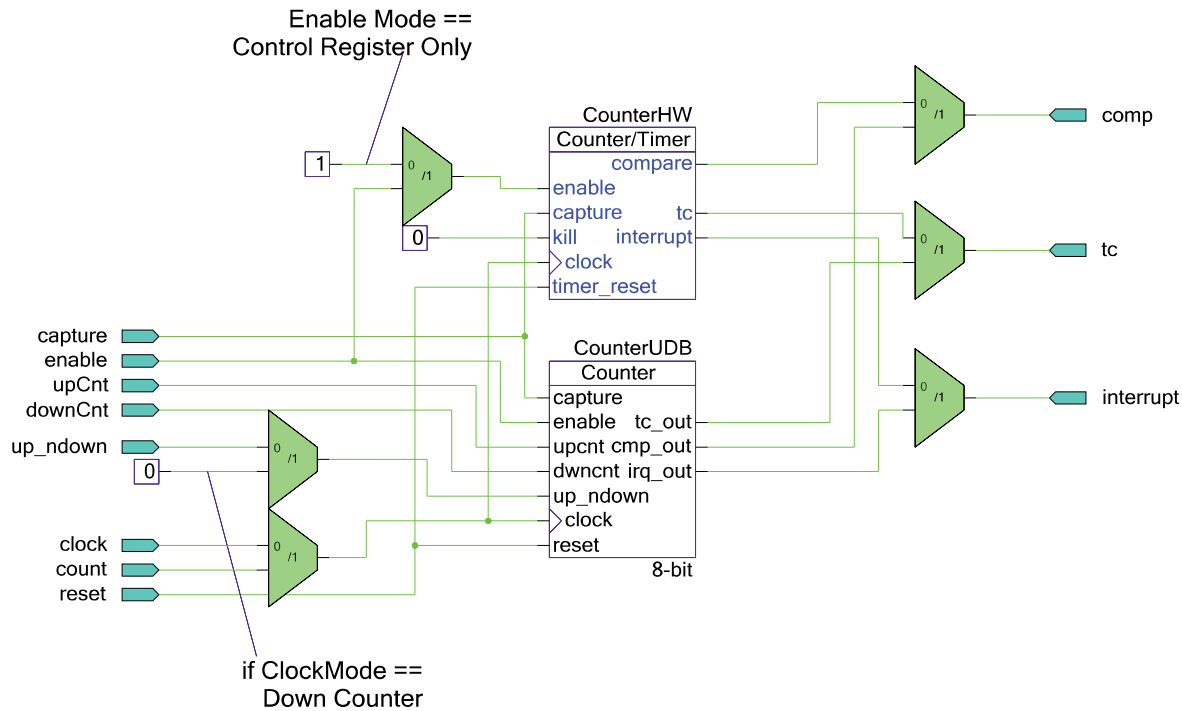 Enable Mode ==
Control Register Only
CounterHW
Counter/Timer
0
/1
comp
compare
1
0
/1
enable
capture tc
0
kill interrupt
0
/1
tc
clock
timer_reset
capture
CounterUDB
enable
Counter
upCnt
0
/1
interrupt
capture
downCnt
enable tc_out
up_ndown
0
/1
upcnt cmp_out
0
dwncnt irq_out
up_ndown
clock
clock
0
/1
reset
count
8-bit
reset
if ClockMode ==
Down Counter